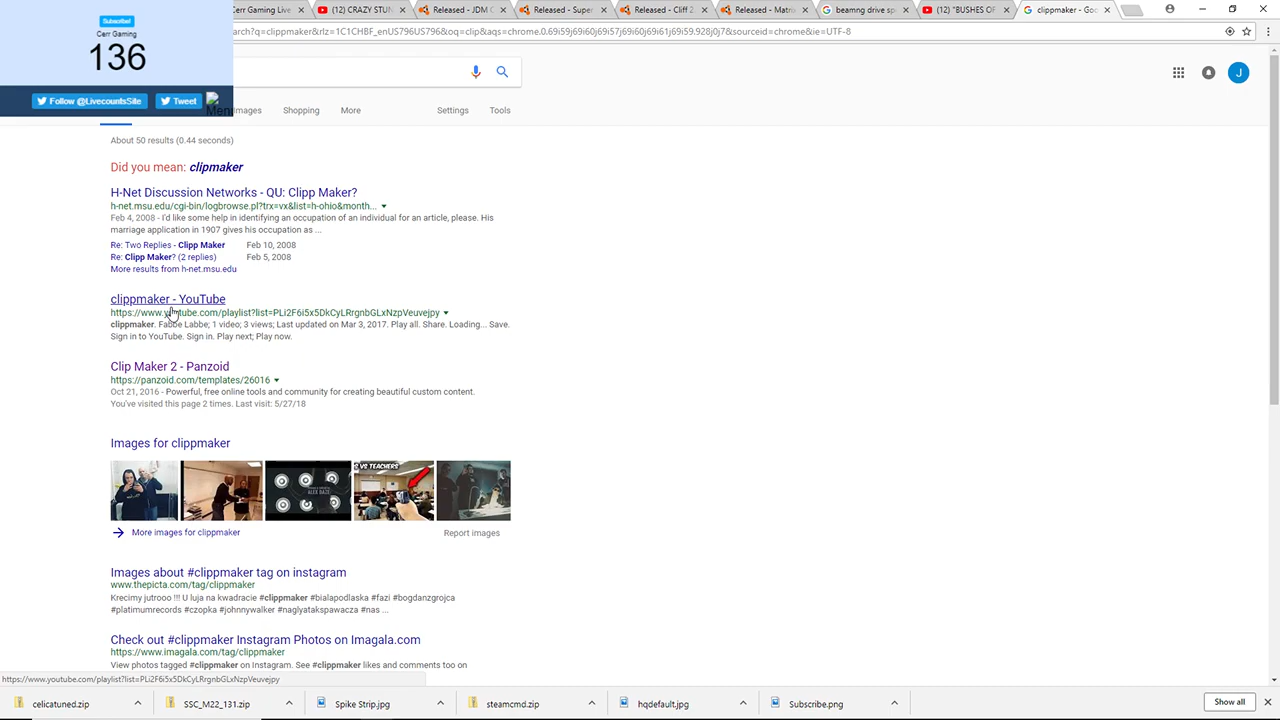 Subscribe!
Cerr Gaming
136
Follow @LivecountsSite
Tweet
Cerr Gaming Live
(12) CRAZY STUN
Released - JDM C
Released - Super
Released - Cliff 2
Released - Matri
beamng drive sp
(12) "BUSHES OF
clippmaker - Goo
arch?q=clippmaker&rlz=1C1CHBF_enUS796US796&oq=clip&aqs=chrome.0.69i59j69i60j69i57j69i60j69i61j69i59.928j0j7&sourceid=chrome&ie=UTF-8
J
Images
Shopping
More
Settings
Tools
About 50 results (0.44 seconds)
Did you mean: clipmaker
H-Net Discussion Networks - QU: Clipp Maker?
h-net.msu.edu/cgi-bin/logbrowse.pl?trx=vx&list=h-ohio&month...
Feb 4, 2008 - I'd like some help in identifying an occupation of an individual for an article, please. His
marriage application in 1907 gives his occupation as ...
Re: Two Replies - Clipp Maker Feb 10, 2008
Re: Clipp Maker? (2 replies) Feb 5, 2008
More results from h-net.msu.edu
clippmaker - YouTube
https://www.youtube.com/playlist?list=PLi2F6i5x5DkCyLRrgnbGLxNzpVeuvejpy
clippmaker. Faboe Labbe; 1 video; 3 views; Last updated on Mar 3, 2017. Play all. Share. Loading... Save.
Sign in to YouTube. Sign in. Play next; Play now.
Clip Maker 2 - Panzoid
https://panzoid.com/templates/26016
Oct 21, 2016 - Powerful, free online tools and community for creating beautiful custom content.
You've visited this page 2 times. Last visit: 5/27/18
Images for clippmaker
VS TEACHERS
ALEX DAZE
More images for clippmaker
Report images
Images about #clippmaker tag on instagram
www.thepicta.com/tag/clippmaker
Krecimy jutrooo !!! U luja na kwadracie #clippmaker #bialapodlaska #fazi #bogdanzgrojca
#platimumrecords #czopka #johnnywalker #naglyatakspawacza #nas ...
Check out #clippmaker Instagram Photos on Imagala.com
https://www.imagala.com/tag/clippmaker
View photos tagged #clippmaker on Instagram. See #clippmaker likes and comments too on
https://www.youtube.com/playlist?list=PLi2F6i5x5DkCyLRrgnbGLxNzpVeuvejpy
celicatuned.zip
SSC_M22_131.zip
Spike Strip.jpg
steamcmd.zip
hqdefault.jpg
Subscribe.png
Show all